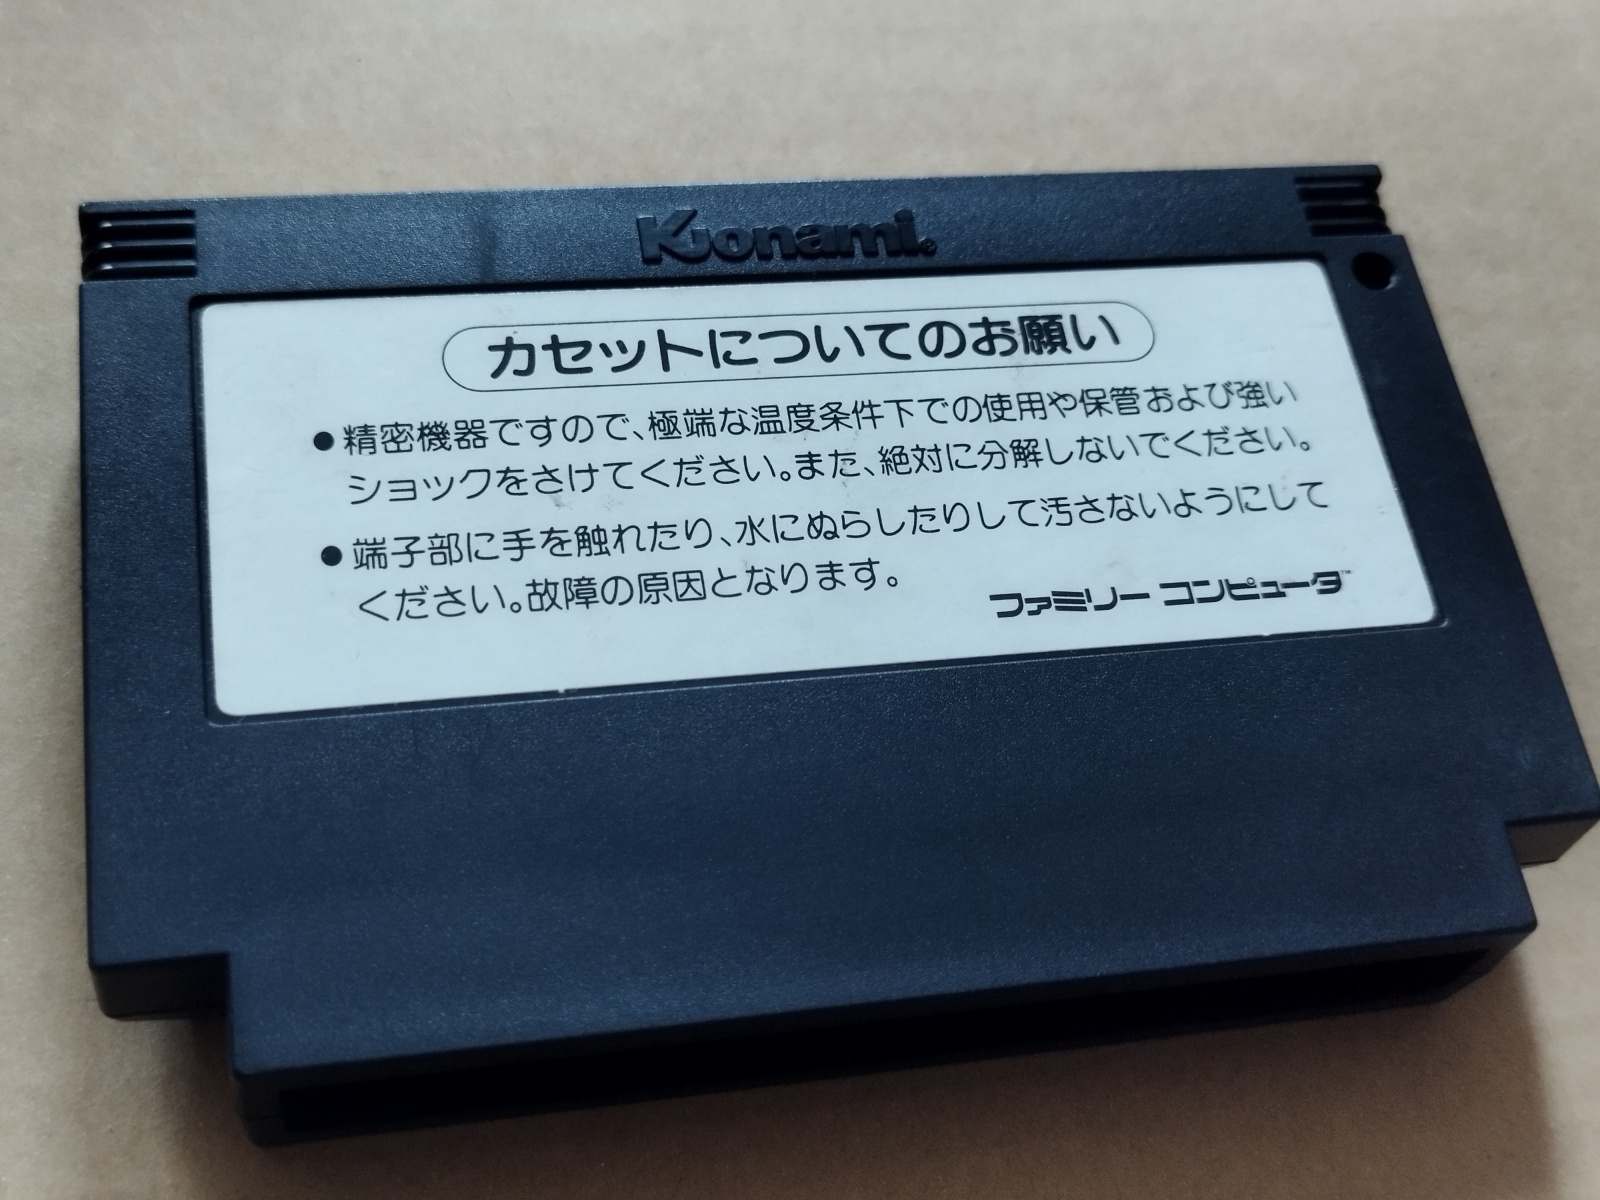 Konami®
カセットについてのお願い
●精密機器ですので、極端な温度条件下での使用や保管および強い
ショックをさけてください。また、絶対に分解しないでください。
●端子部に手を触れたり、水にぬらしたりして汚さないようにして
ください。故障の原因となります。
ファミリーコンピュータ™